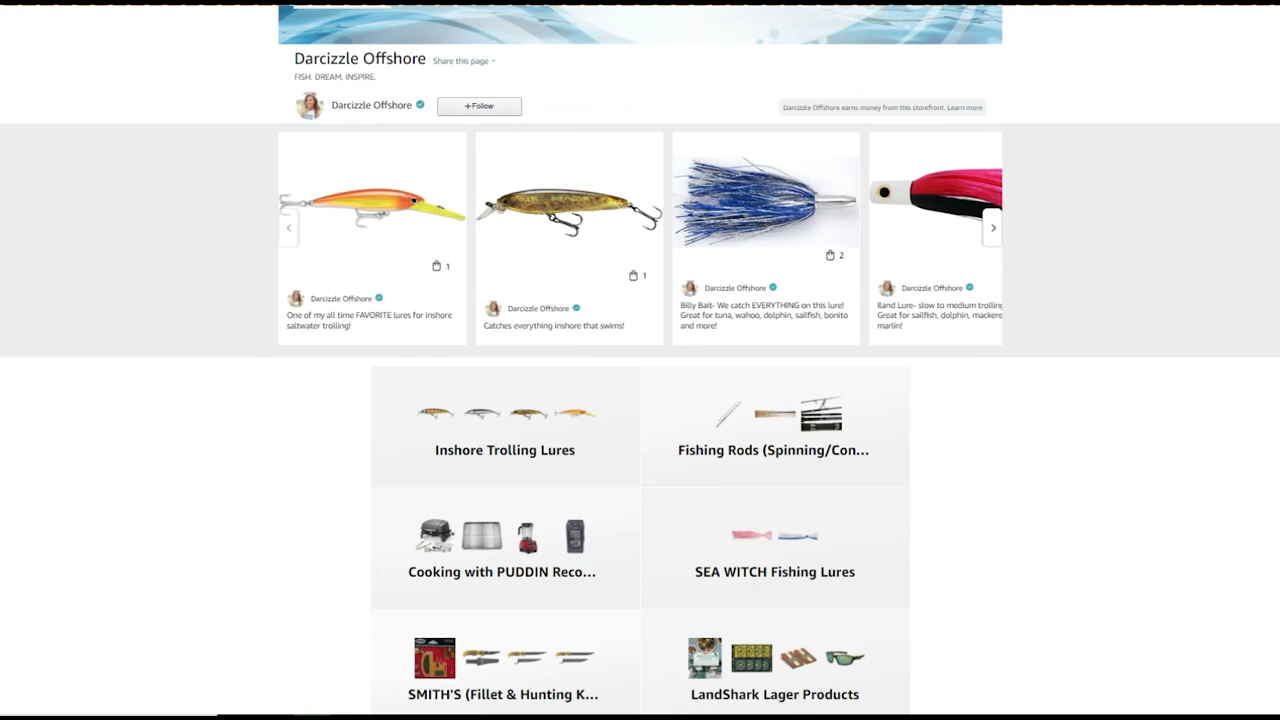 Darcizzle Offshore Share this page
FISH. DREAM. INSPIRE.
Darcizzle Offshore +Follow
Darcizzle Offshore earns money from this storefront. Learn more
1
Darcizzle Offshore
One of my all time FAVORITE lures for inshore
saltwater trolling!
1
Darcizzle Offshore
Catches everything inshore that swims!
2
Darcizzle Offshore
Billy Bait- We catch EVERYTHING on this lure!
Great for tuna, wahoo, dolphin, sailfish, bonito
and more!
Darcizzle Offshore
Iland Lure- slow to medium trolling
Great for sailfish, dolphin, mackere
marlin!
Inshore Trolling Lures
Fishing Rods (Spinning/Con...
Cooking with PUDDIN Reco...
SEA WITCH Fishing Lures
SMITH'S (Fillet & Hunting K...
LandShark Lager Products